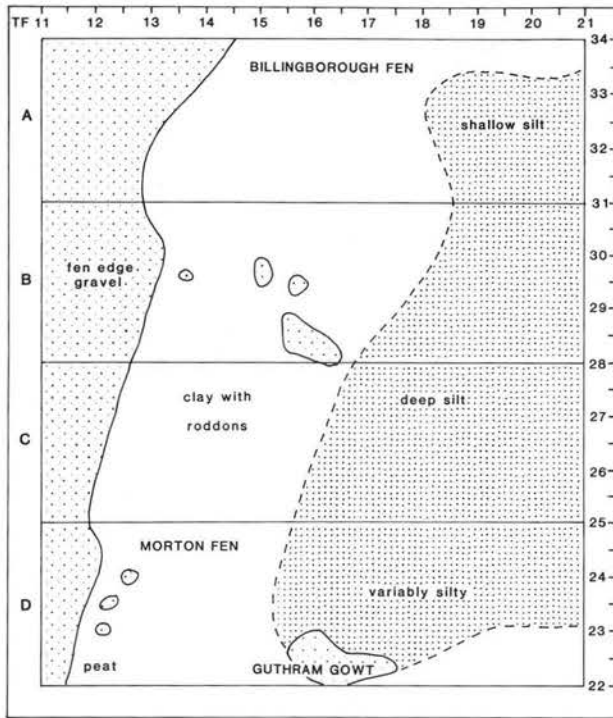 TF 11 12 13 14 15 16 17 18 19 20 21
34
BILLINGBOROUGH FEN
33
A
shallow silt
32
31
30
fen edge
gravel
B
29
28
clay with
roddons
deep silt
27
C
26
25
MORTON FEN
24
variably silty
D
23
peat
GUTHRAM GOWT
22